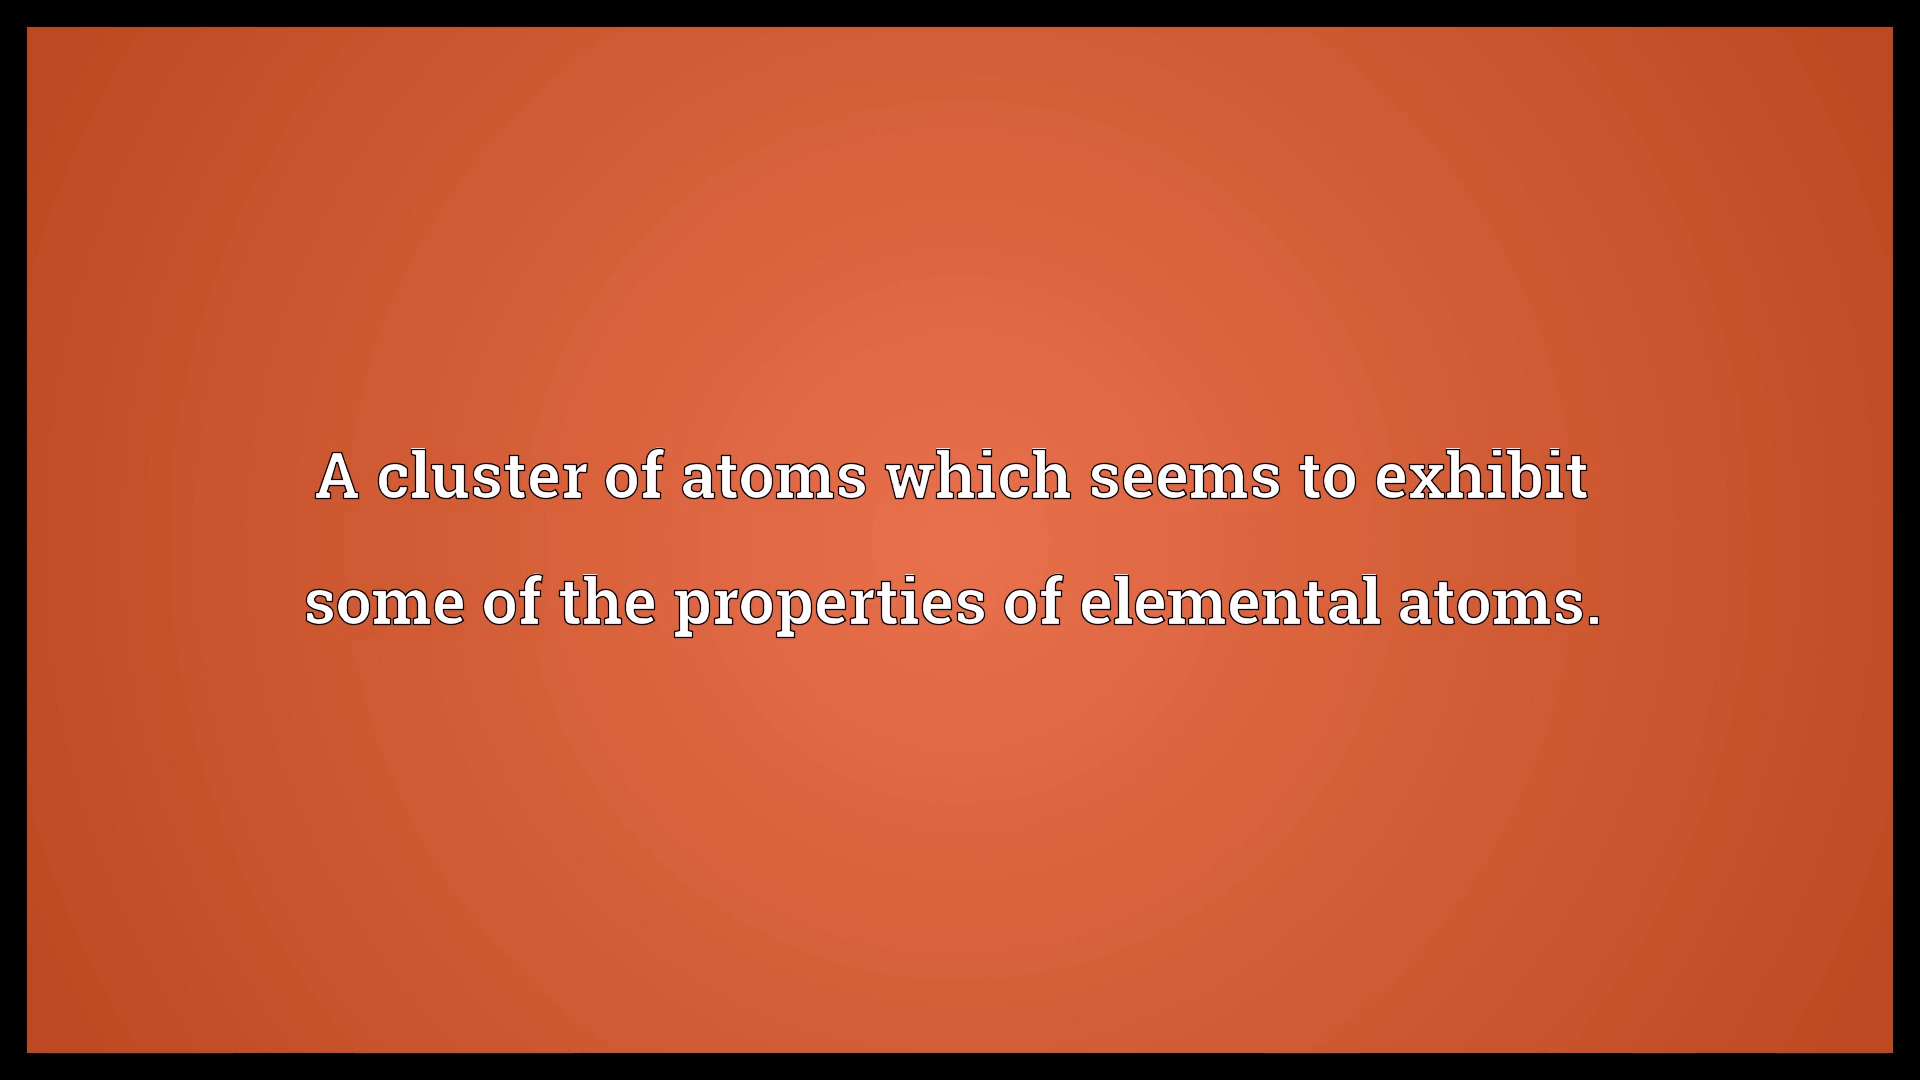 A cluster of atoms which seems to exhibit
some of the properties of elemental atoms.